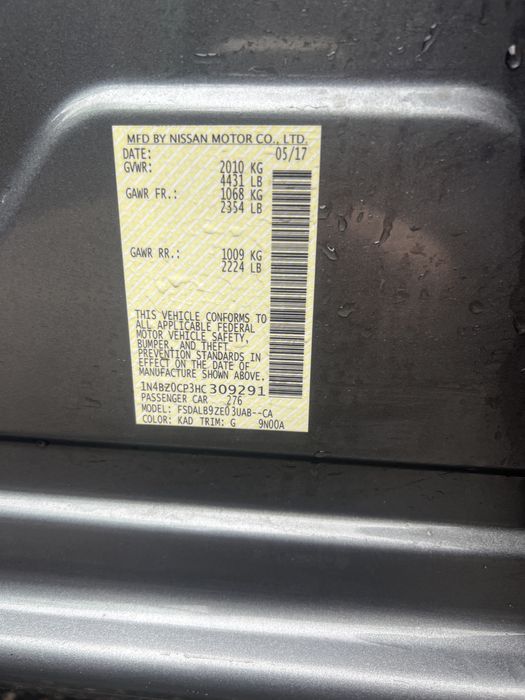 MFD BY NISSAN MOTOR CO., LTD.
DATE: 05/17
GVWR: 2010 KG
4431 LB
GAWR FR.: 1068 KG
2354 LB
GAWR RR.: 1009 KG
2224 LB
THIS VEHICLE CONFORMS TO
ALL APPLICABLE FEDERAL
MOTOR VEHICLE SAFETY,
BUMPER, AND THEFT
PREVENTION STANDARDS IN
EFFECT ON THE DATE OF
MANUFACTURE SHOWN ABOVE.
1N4BZ0CP3HC 309291
PASSENGER CAR 276
MODEL: FSDALB9ZE03UAB--CA
COLOR: KAD TRIM: G 9N00A